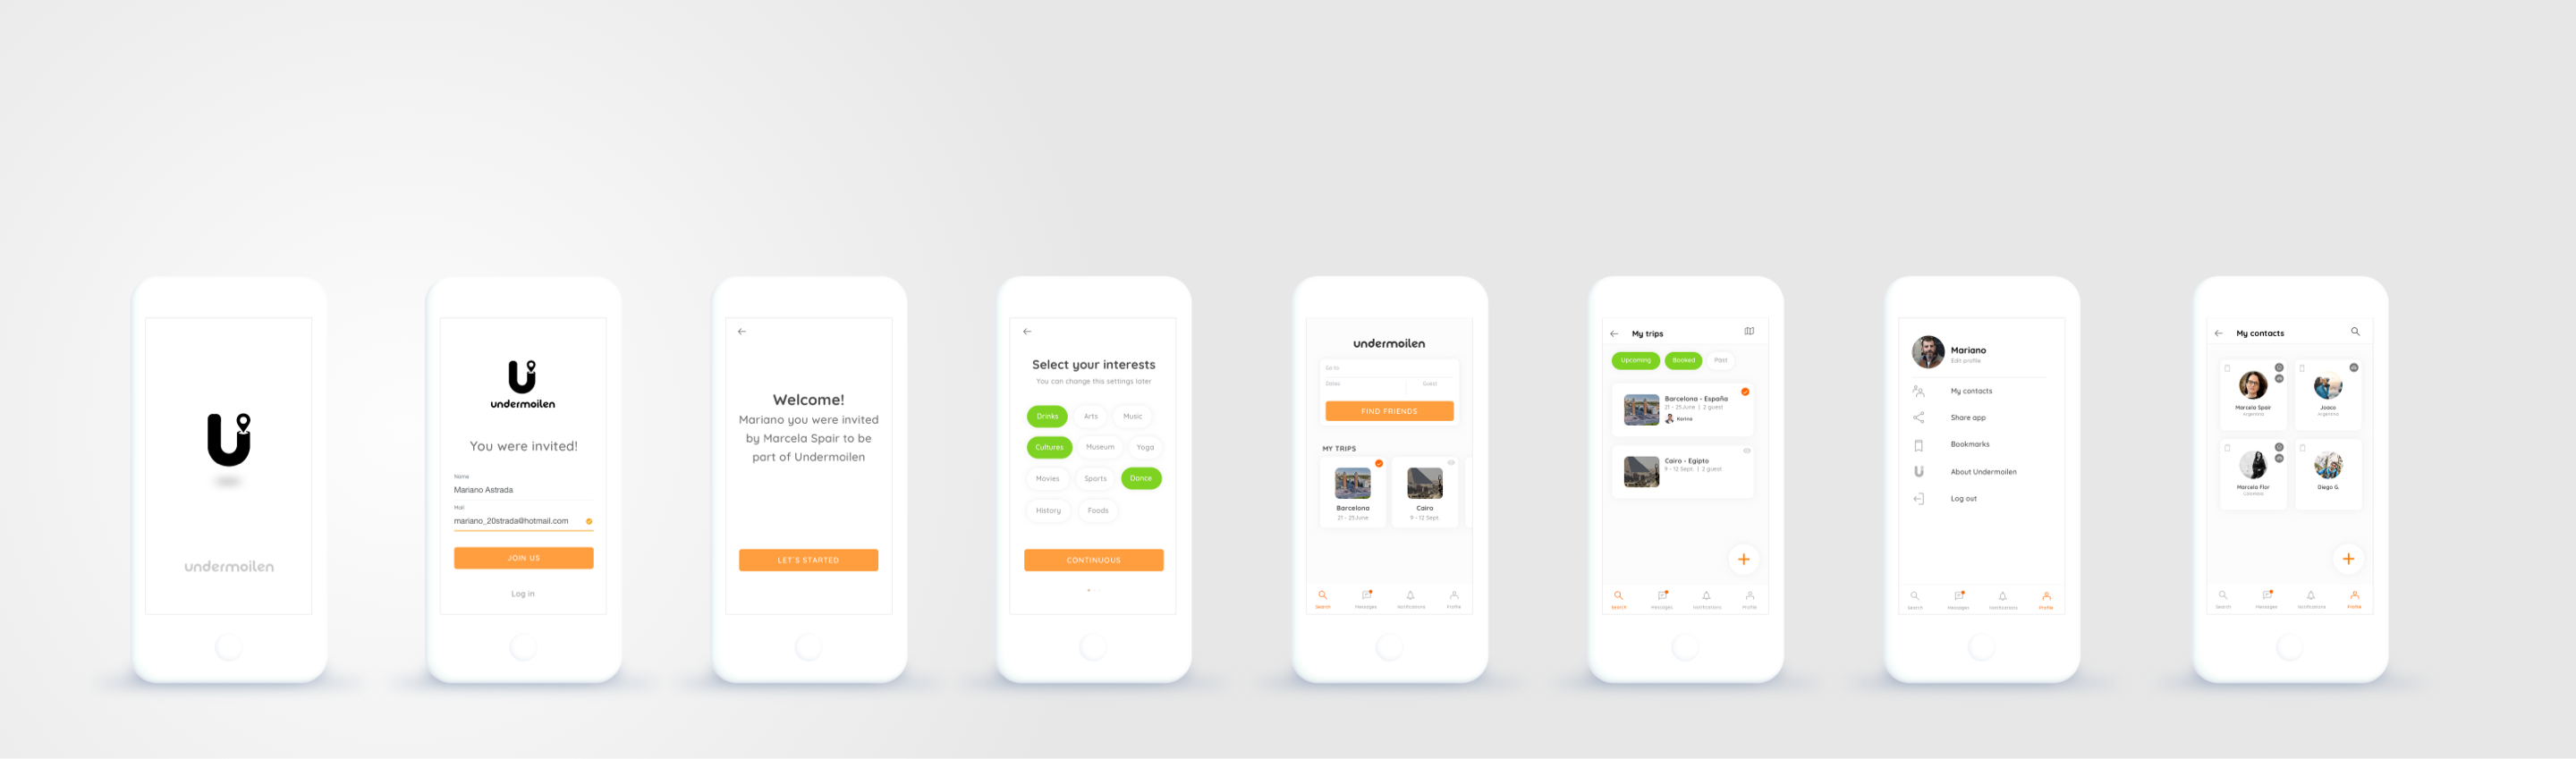 undermoilen
undermoilen
You were invited!
Name
Mariano Astrada
Mail
mariano_20strada@hotmail.com
JOIN US
Log in
Welcome!
Mariano you were invited
by Marcela Spair to be
part of Undermoilen
LET'S STARTED
Select your interests
You can change this settings later
Drinks Arts Music
Cultures Museum Yoga
Movies Sports Dance
History Foods
CONTINUOUS
undermoilen
Go to
Dates Guest
FIND FRIENDS
MY TRIPS
Barcelona
21 - 25June
Cairo
9 - 12 Sept.
Search Messages Notifications Profile
My trips
Upcoming Booked Past
Barcelona - España
21 - 25June | 2 guest
Karina
Cairo - Egipto
9 - 12 Sept. | 2 guest
Search Messages Notifications Profile
Mariano
Edit profile
My contacts
Share app
Bookmarks
About Undermoilen
Log out
Search Messages Notifications Profile
My contacts
Marcela Spair
Argentina
Joaco
Argentina
Marcela Flor
Colombia
Diego G.
Search Messages Notifications Profile